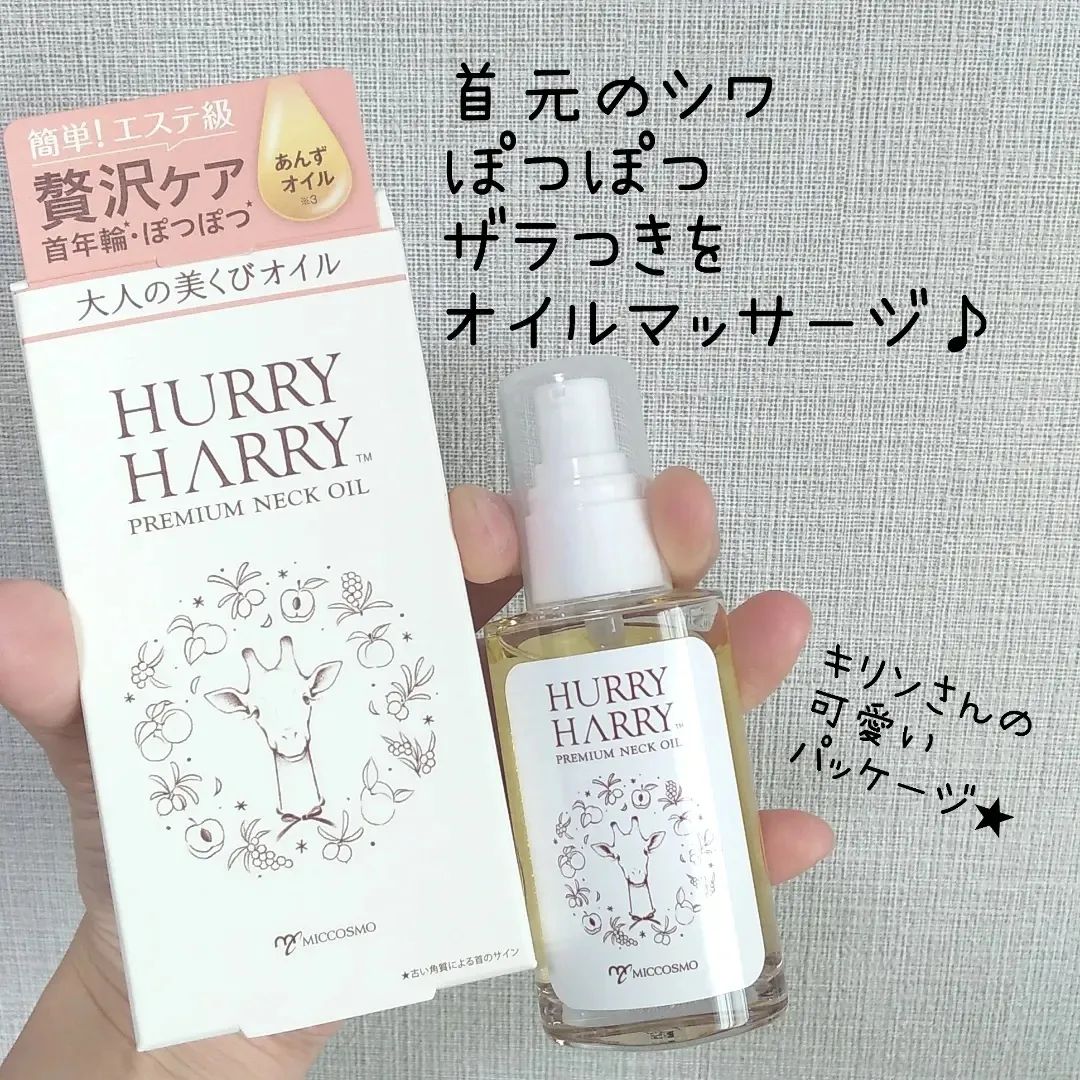 首元のシワ
ぽつぽつ
ザラつきを
オイルマッサージ♪
簡単!エステ級
贅沢ケア
首年輪★・ぽつぽつ★
あんず
オイル
※3
大人の美くびオイル
HURRY
HARRY™
PREMIUM NECK OIL
MICCOSMO
★古い角質による首のサイン
HURRY
HARRY™
PREMIUM NECK OIL
MICCOSMO
キリンさんの
可愛い
パッケージ★